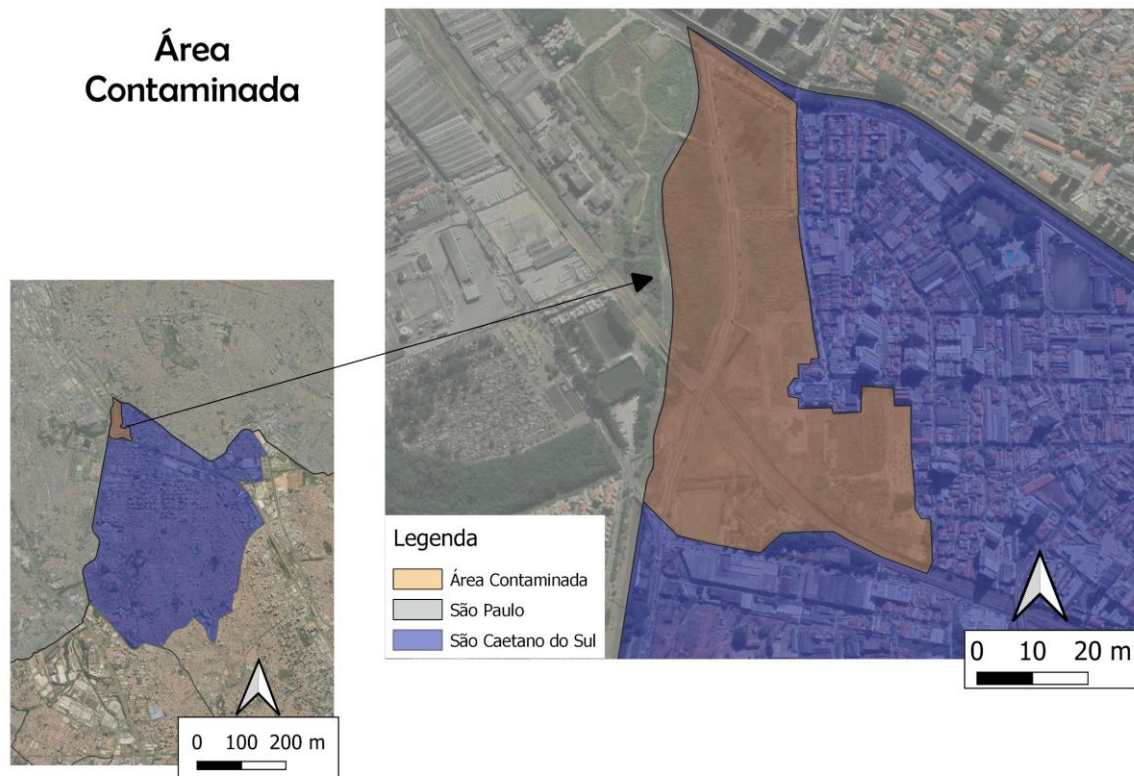 Área
Contaminada
Legenda
Área Contaminada
São Paulo
São Caetano do Sul
0 10 20 m
0 100 200 m